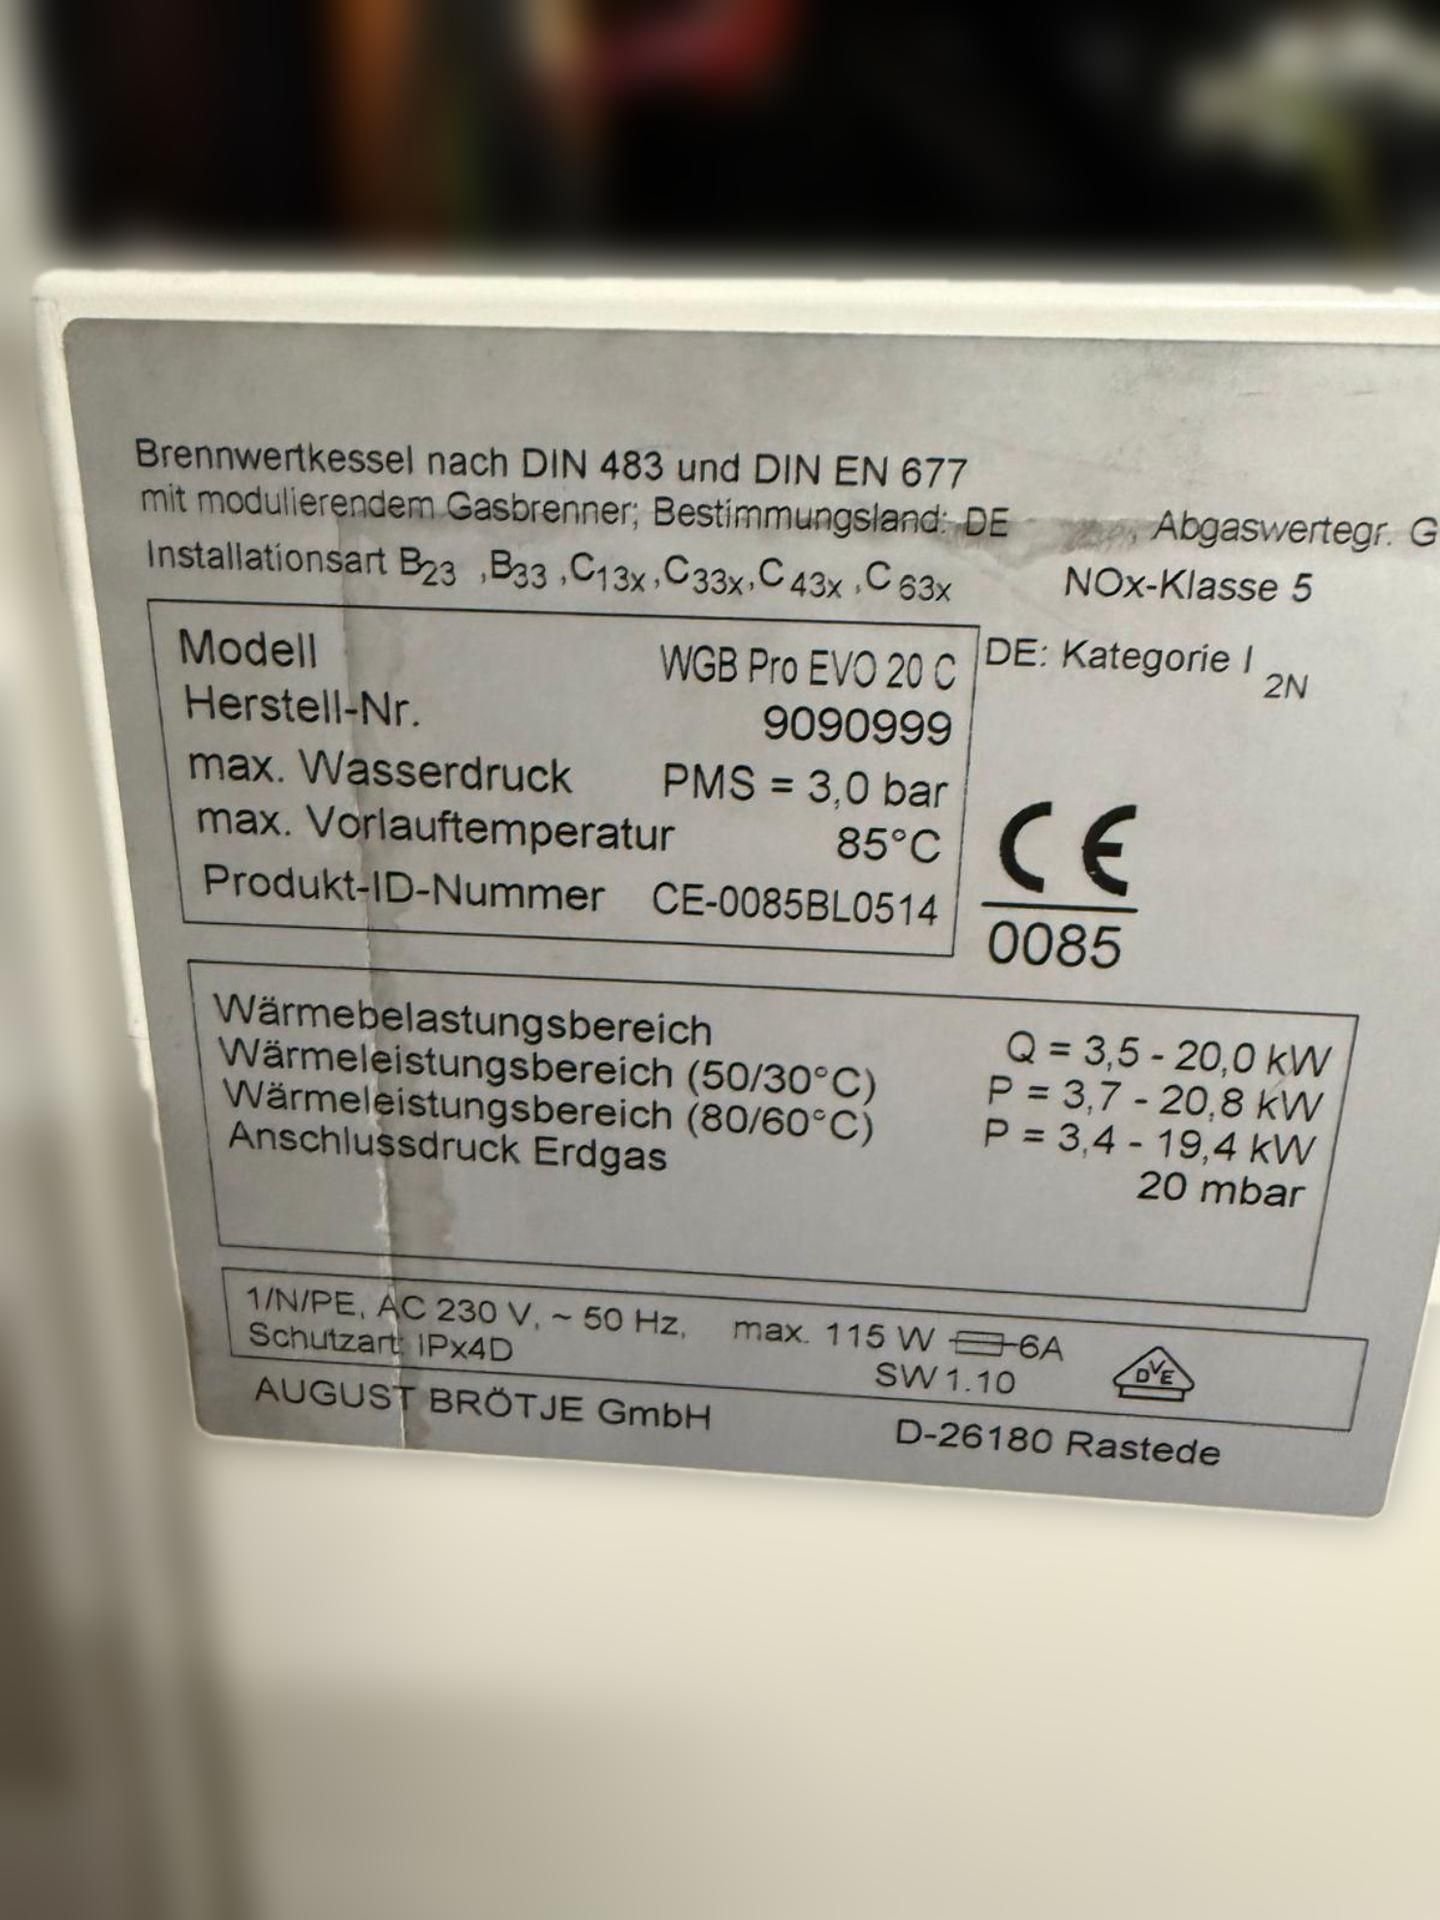 Brennwertkessel nach DIN 483 und DIN EN 677
mit modulierendem Gasbrenner; Bestimmungsland: DE , Abgaswertegr. G
Installationsart B23 ,B33 ,C13x,C33x,C43x ,C63x NOx-Klasse 5
Modell WGB Pro EVO 20 C
DE: Kategorie I 2N
Herstell-Nr. 9090999
max. Wasserdruck PMS = 3,0 bar
max. Vorlauftemperatur 85°C
Produkt-ID-Nummer CE-0085BL0514
CE
0085
Wärmebelastungsbereich Q = 3,5 - 20,0 kW
Wärmeleistungsbereich (50/30°C) P = 3,7 - 20,8 kW
Wärmeleistungsbereich (80/60°C) P = 3,4 - 19,4 kW
Anschlussdruck Erdgas 20 mbar
1/N/PE, AC 230 V, ~ 50 Hz, max. 115 W 6A
Schutzart: IPx4D SW 1.10
DVE
AUGUST BRÖTJE GmbH D-26180 Rastede